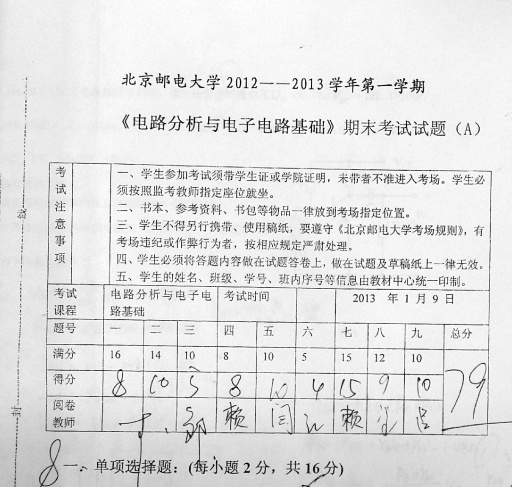 北京邮电大学 2012——2013 学年第一学期
《电路分析与电子电路基础》期末考试试题（A）
考试注意事项
一、学生参加考试须带学生证或学院证明，未带者不准进入考场。学生必
须按照监考教师指定座位就坐。
二、书本、参考资料、书包等物品一律放到考场指定位置。
三、学生不得另行携带、使用稿纸，要遵守《北京邮电大学考场规则》，有
考场违纪或作弊行为者，按相应规定严肃处理。
四、学生必须将答题内容做在试题答卷上，做在试题及草稿纸上一律无效。
五、学生的姓名、班级、学号、班内序号等信息由教材中心统一印制。
考试课程 电路分析与电子电路基础 考试时间 2013 年 1 月 9 日
题号 一 二 三 四 五 六 七 八 九 总分
满分 16 14 10 8 10 5 15 12 10
得分 8 10 5 8 10 4 15 9 10 79
阅卷教师 赖 闫 赖 吕
8 一、单项选择题：(每小题 2 分，共 16 分)